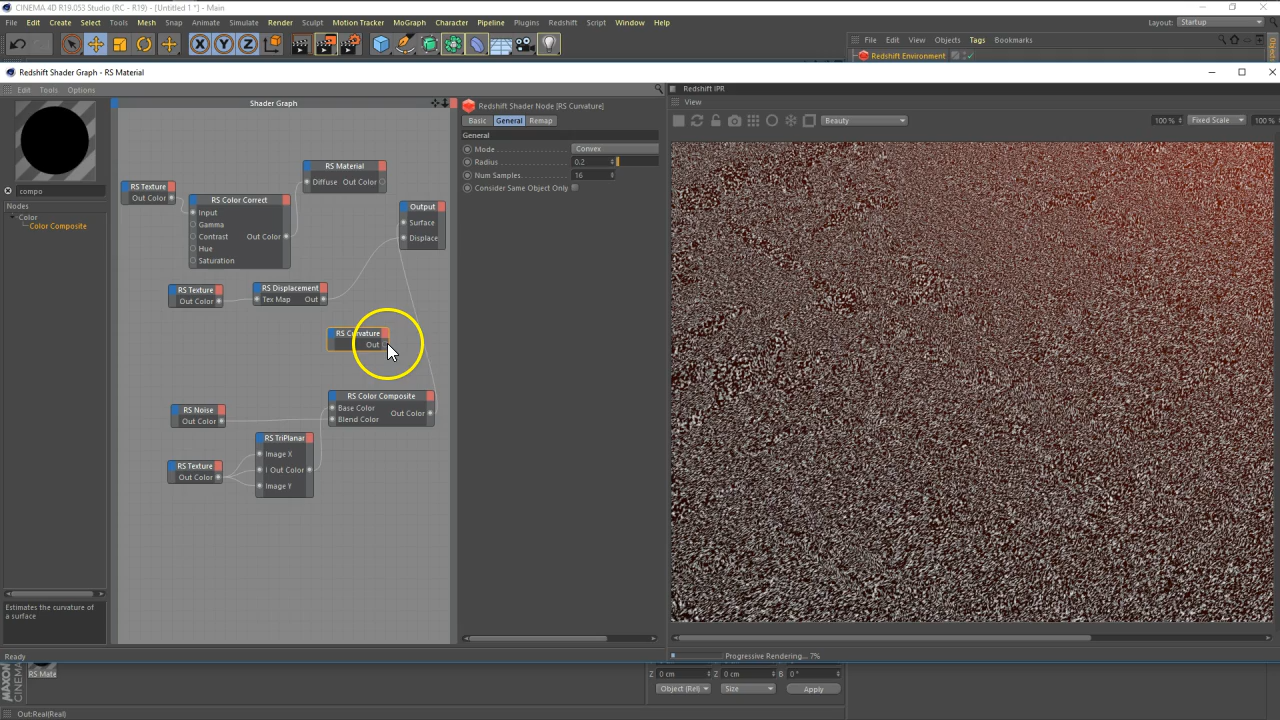 CINEMA 4D R19.053 Studio (RC - R19) - [Untitled 1 *] - Main
File Edit Create Select Tools Mesh Snap Animate Simulate Render Sculpt Motion Tracker MoGraph Character Pipeline Plugins Redshift Script Window Help
Layout: Startup
X Y Z
File Edit View Objects Tags Bookmarks
Redshift Environment
Objects
Redshift Shader Graph - RS Material
Edit Tools Options
Shader Graph
compo
Nodes
Color
Color Composite
Estimates the curvature of
a surface
RS Material
Diffuse Out Color
RS Texture
Out Color
RS Color Correct
Input
Gamma
Contrast Out Color
Hue
Saturation
Output
Surface
Displace
RS Texture
Out Color
RS Displacement
Tex Map Out
RS Curvature
Out
RS Color Composite
Base Color
Blend Color
Out Color
RS Noise
Out Color
RS TriPlanar
Image X
I Out Color
Image Y
RS Texture
Out Color
Redshift Shader Node [RS Curvature]
Basic General Remap
General
Mode Convex
Radius 0.2
Num Samples 16
Consider Same Object Only
Redshift IPR
View
Beauty
100 % Fixed Scale 100 %
Progressive Rendering... 7%
Ready
MAXON
CINEMA
RS Mate
Z 0 cm Z 0 cm B 0 °
Object (Rel) Size Apply
Out:Real(Real)